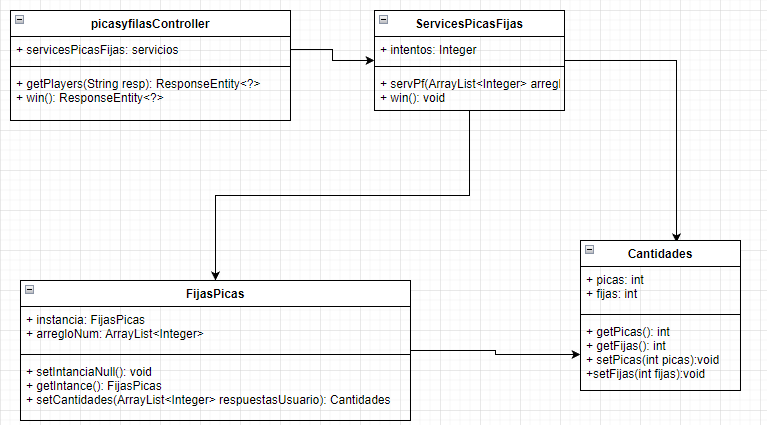 picasyfilasController
+ servicesPicasFijas: servicios
+ getPlayers(String resp): ResponseEntity<?>
+ win(): ResponseEntity<?>
ServicesPicasFijas
+ intentos: Integer
+ servPf(ArrayList<Integer> arregl
+ win(): void
Cantidades
+ picas: int
+ fijas: int
+ getPicas(): int
+ getFijas(): int
+ setPicas(int picas):void
+setFijas(int fijas):void
FijasPicas
+ instancia: FijasPicas
+ arregloNum: ArrayList<Integer>
+ setIntanciaNull(): void
+ getIntance(): FijasPicas
+ setCantidades(ArrayList<Integer> respuestasUsuario): Cantidades